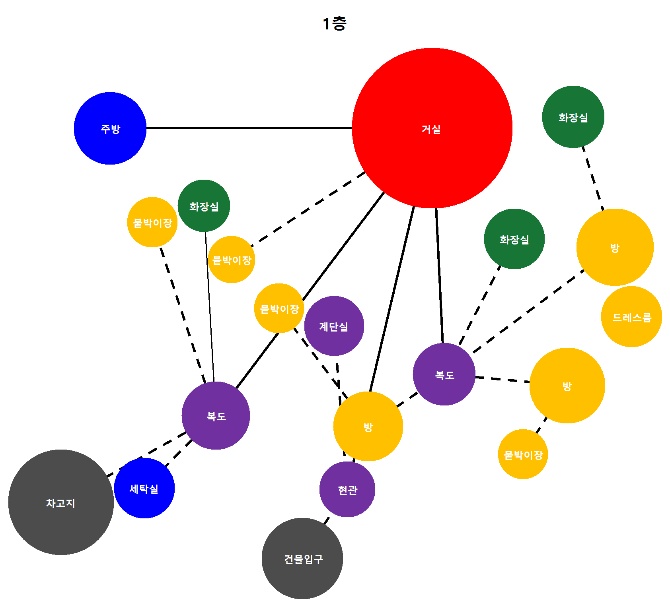 1층
화장실
주방
거실
화장실
붙박이장
화장실
방
붙박이장
붙박이장
드레스룸
계단실
복도
방
복도
방
붙박이장
세탁실
현관
차고지
건물입구